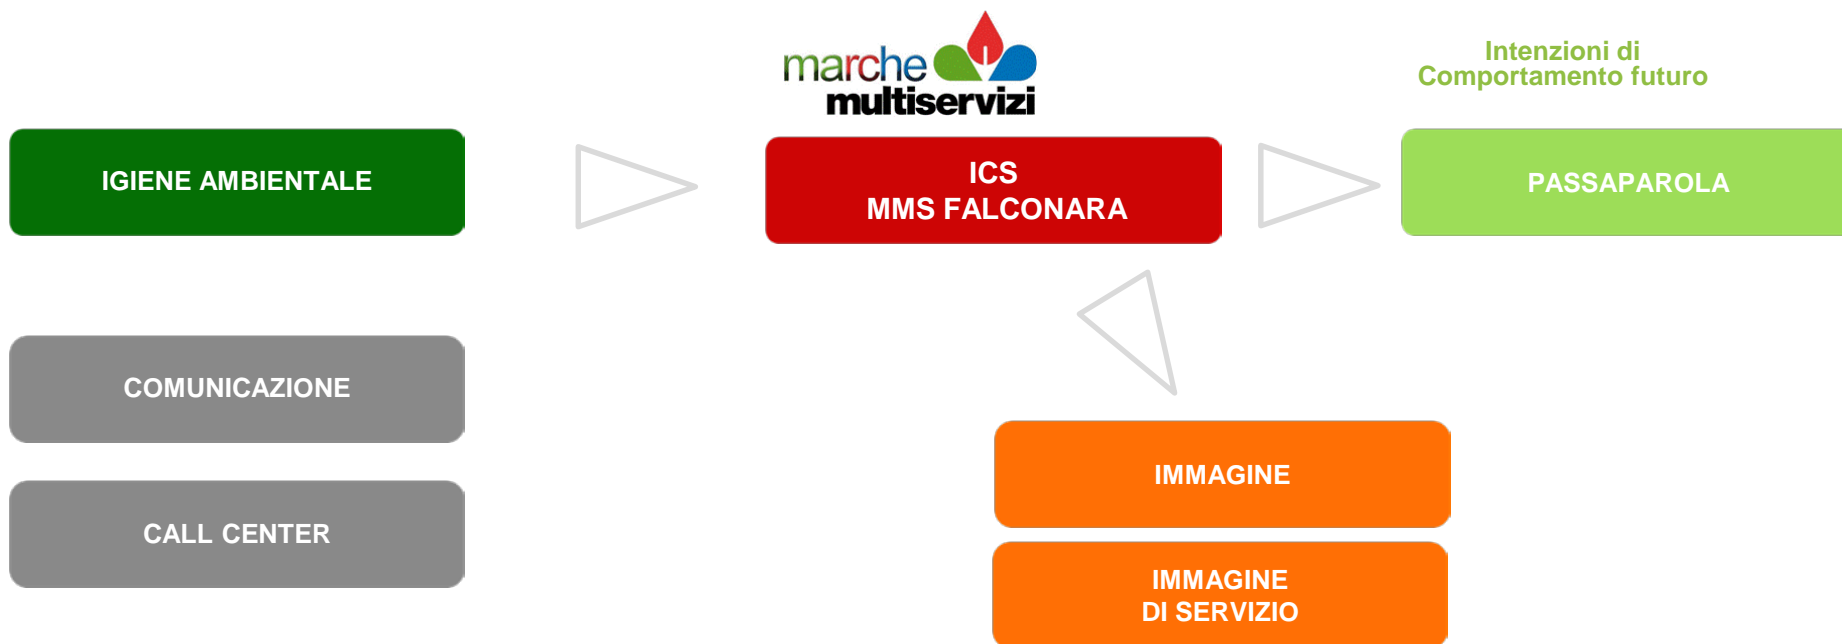 marche
multiservizi
Intenzioni di
Comportamento futuro
IGIENE AMBIENTALE
ICS
MMS FALCONARA
PASSAPAROLA
COMUNICAZIONE
CALL CENTER
IMMAGINE
IMMAGINE
DI SERVIZIO